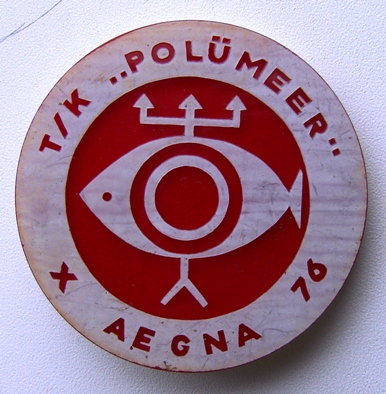 T/K „POLÜMEER"
X AEGNA 76